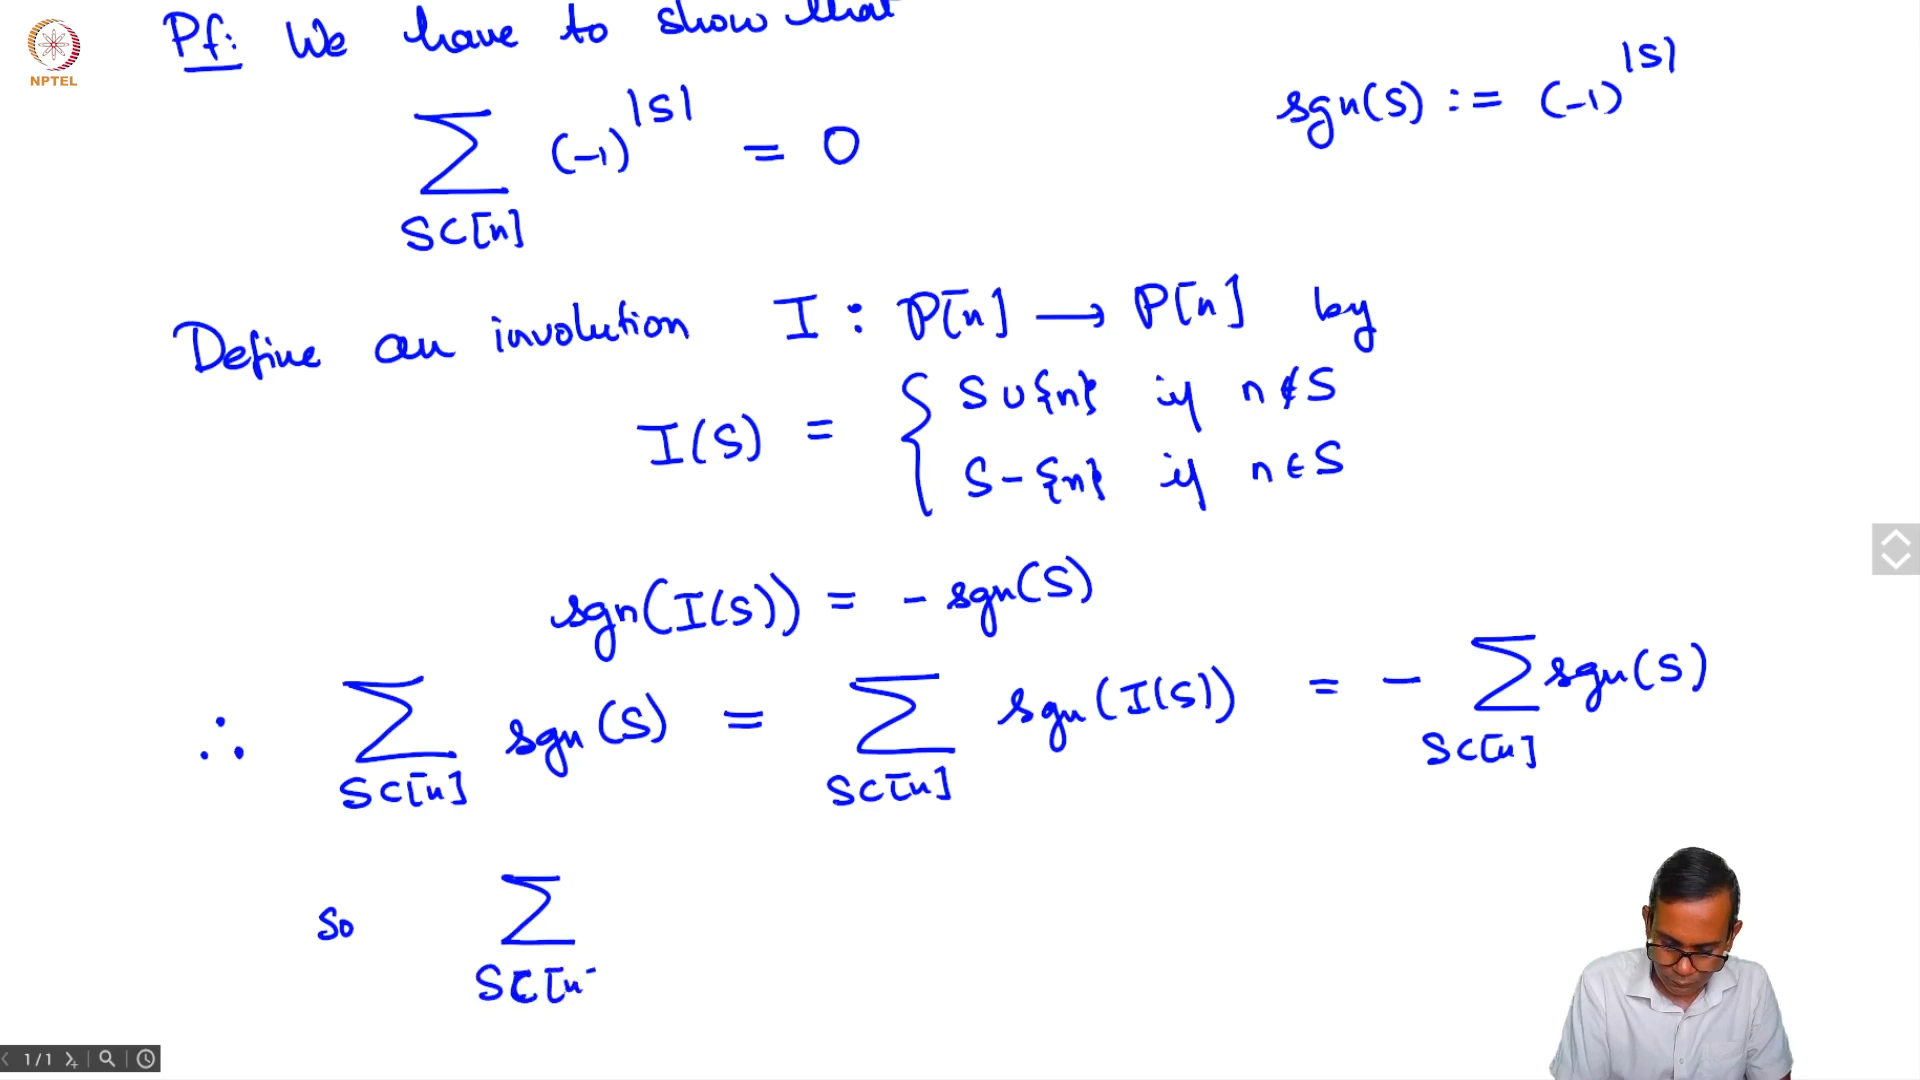 Pf: We have to show that
NPTEL
∑ (-1)^|S| = 0
S⊂[n]
sgn(S) := (-1)^|S|
Define an involution I : P[n] → P[n] by
I(S) = { S ∪ {n} if n ∉ S
S - {n} if n ∈ S
sgn(I(S)) = - sgn(S)
∴ ∑ sgn(S) = ∑ sgn(I(S)) = - ∑ sgn(S)
S⊂[n] S⊂[n] S⊂[n]
so ∑
S⊂[n
1/1